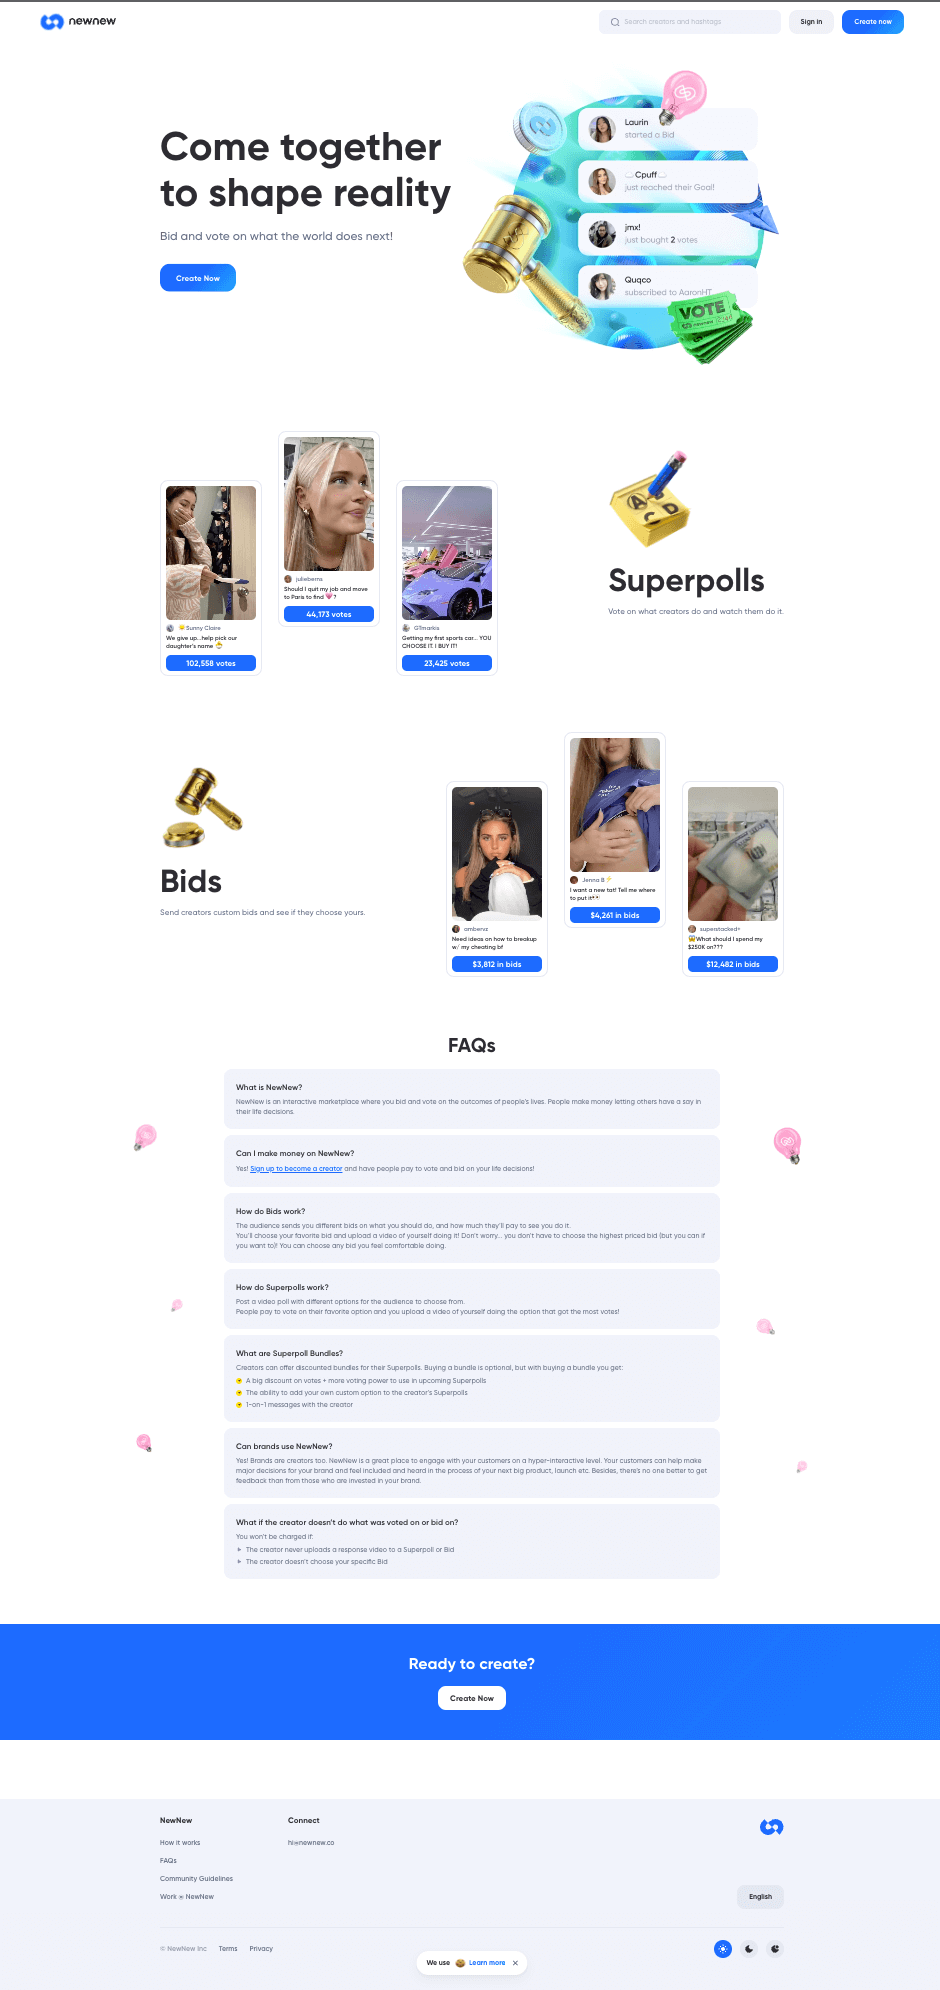 newnew
Search creators and hashtags
Sign in
Create now
Come together
to shape reality
Bid and vote on what the world does next!
Create Now
Laurin
started a Bid
Cpuff
just reached their Goal!
jmx!
just bought 2 votes
Quqco
subscribed to AaronHT
VOTE
newnew
Sunny Claire
We give up...help pick our
daughter's name
102,558 votes
juliebems
Should I quit my job and move
to Paris to find 💗?
44,173 votes
GTmarkis
Getting my first sports car... YOU
CHOOSE IT. I BUY IT!
23,425 votes
A
C D
Superpolls
Vote on what creators do and watch them do it.
Bids
Send creators custom bids and see if they choose yours.
ambervz
Need ideas on how to breakup
w/ my cheating bf
$3,812 in bids
Jenna B ⚡
I want a new tat! Tell me where
to put it👀
$4,261 in bids
superstacked+
😱What should I spend my
$250K on???
$12,482 in bids
FAQs
What is NewNew?
NewNew is an interactive marketplace where you bid and vote on the outcomes of people's lives. People make money letting others have a say in
their life decisions.
Can I make money on NewNew?
Yes! Sign up to become a creator and have people pay to vote and bid on your life decisions!
How do Bids work?
The audience sends you different bids on what you should do, and how much they'll pay to see you do it.
You'll choose your favorite bid and upload a video of yourself doing it! Don't worry... you don't have to choose the highest priced bid (but you can if
you want to)! You can choose any bid you feel comfortable doing.
How do Superpolls work?
Post a video poll with different options for the audience to choose from.
People pay to vote on their favorite option and you upload a video of yourself doing the option that got the most votes!
What are Superpoll Bundles?
Creators can offer discounted bundles for their Superpolls. Buying a bundle is optional, but with buying a bundle you get:
A big discount on votes + more voting power to use in upcoming Superpolls
The ability to add your own custom option to the creator's Superpolls
1-on-1 messages with the creator
Can brands use NewNew?
Yes! Brands are creators too. NewNew is a great place to engage with your customers on a hyper-interactive level. Your customers can help make
major decisions for your brand and feel included and heard in the process of your next big product, launch etc. Besides, there's no one better to get
feedback than from those who are invested in your brand.
What if the creator doesn't do what was voted on or bid on?
You won't be charged if:
+ The creator never uploads a response video to a Superpoll or Bid
+ The creator doesn't choose your specific Bid
Ready to create?
Create Now
NewNew
Connect
How it works
hi@newnew.co
FAQs
Community Guidelines
Work @ NewNew
English
© NewNew Inc
Terms
Privacy
We use 🍪 Learn more ✕